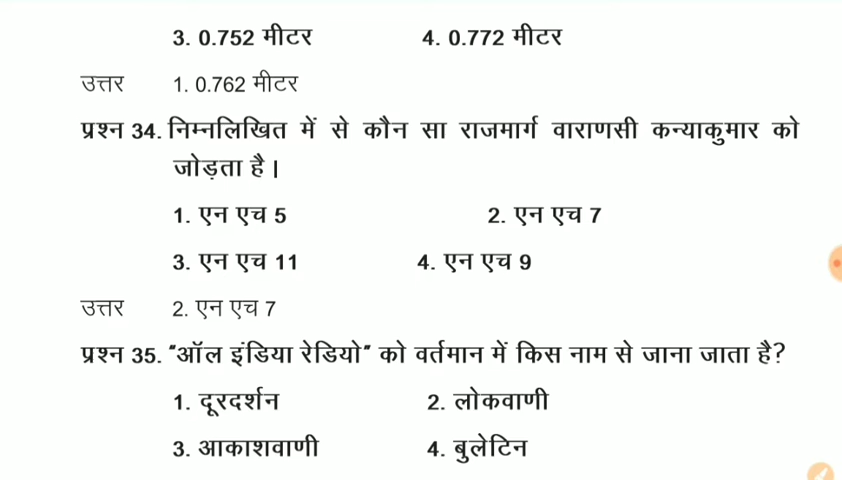 3. 0.752 मीटर 4. 0.772 मीटर
उत्तर 1. 0.762 मीटर
प्रश्न 34. निम्नलिखित में से कौन सा राजमार्ग वाराणसी कन्याकुमार को
जोड़ता है।
1. एन एच 5 2. एन एच 7
3. एन एच 11 4. एन एच 9
उत्तर 2. एन एच 7
प्रश्न 35. "ऑल इंडिया रेडियो" को वर्तमान में किस नाम से जाना जाता है?
1. दूरदर्शन 2. लोकवाणी
3. आकाशवाणी 4. बुलेटिन